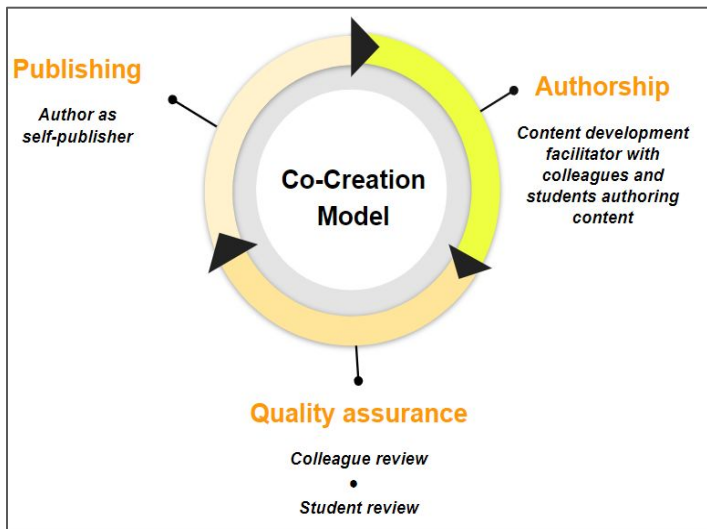 Publishing
Author as
self-publisher
Co-Creation
Model
Authorship
Content development
facilitator with
colleagues and
students authoring
content
Quality assurance
Colleague review
•
Student review